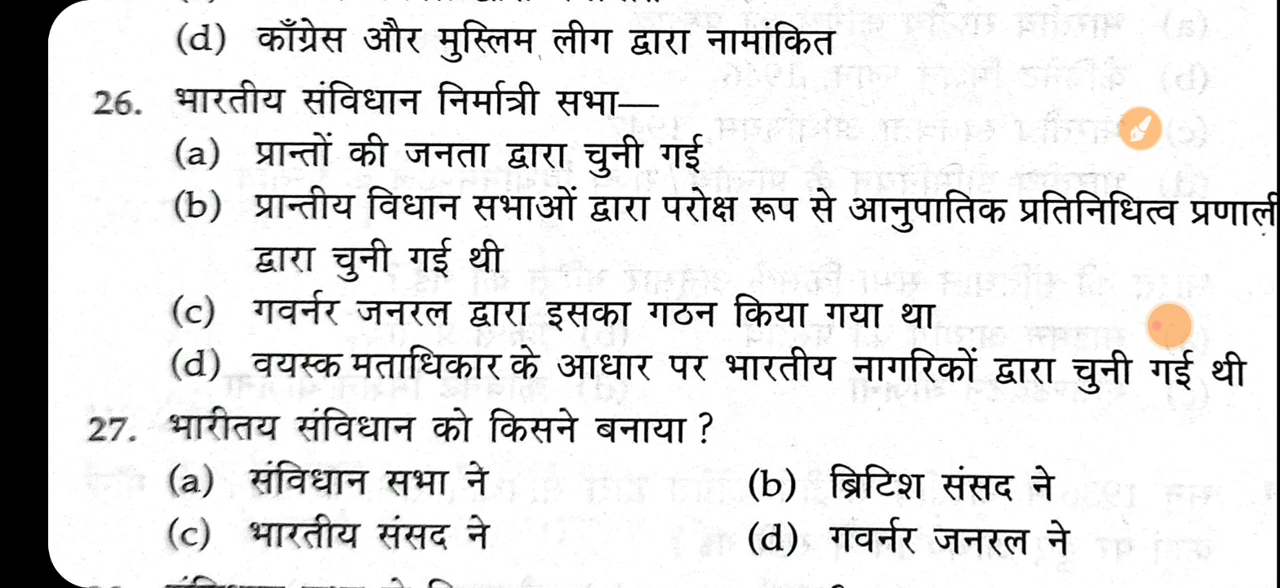 (d) काँग्रेस और मुस्लिम लीग द्वारा नामांकित
26. भारतीय संविधान निर्मात्री सभा—
(a) प्रान्तों की जनता द्वारा चुनी गई
(b) प्रान्तीय विधान सभाओं द्वारा परोक्ष रूप से आनुपातिक प्रतिनिधित्व प्रणाली
द्वारा चुनी गई थी
(c) गवर्नर जनरल द्वारा इसका गठन किया गया था
(d) वयस्क मताधिकार के आधार पर भारतीय नागरिकों द्वारा चुनी गई थी
27. भारीतय संविधान को किसने बनाया ?
(a) संविधान सभा ने (b) ब्रिटिश संसद ने
(c) भारतीय संसद ने (d) गवर्नर जनरल ने